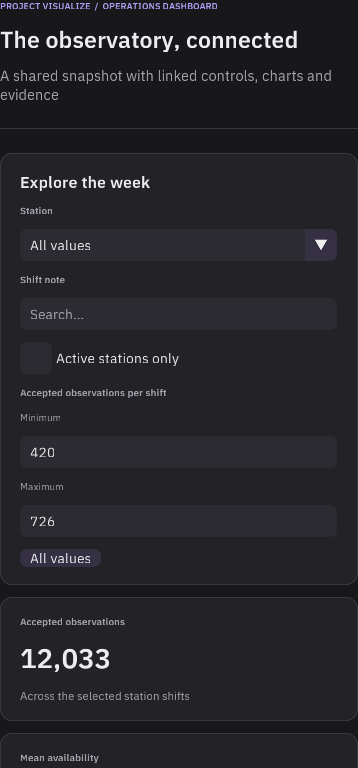 PROJECT VISUALIZE / OPERATIONS DASHBOARD
The observatory, connected
A shared snapshot with linked controls, charts and
evidence
Explore the week
Station
All values
Shift note
Search...
Active stations only
Accepted observations per shift
Minimum
420
Maximum
726
All values
Accepted observations
12,033
Across the selected station shifts
Mean availability